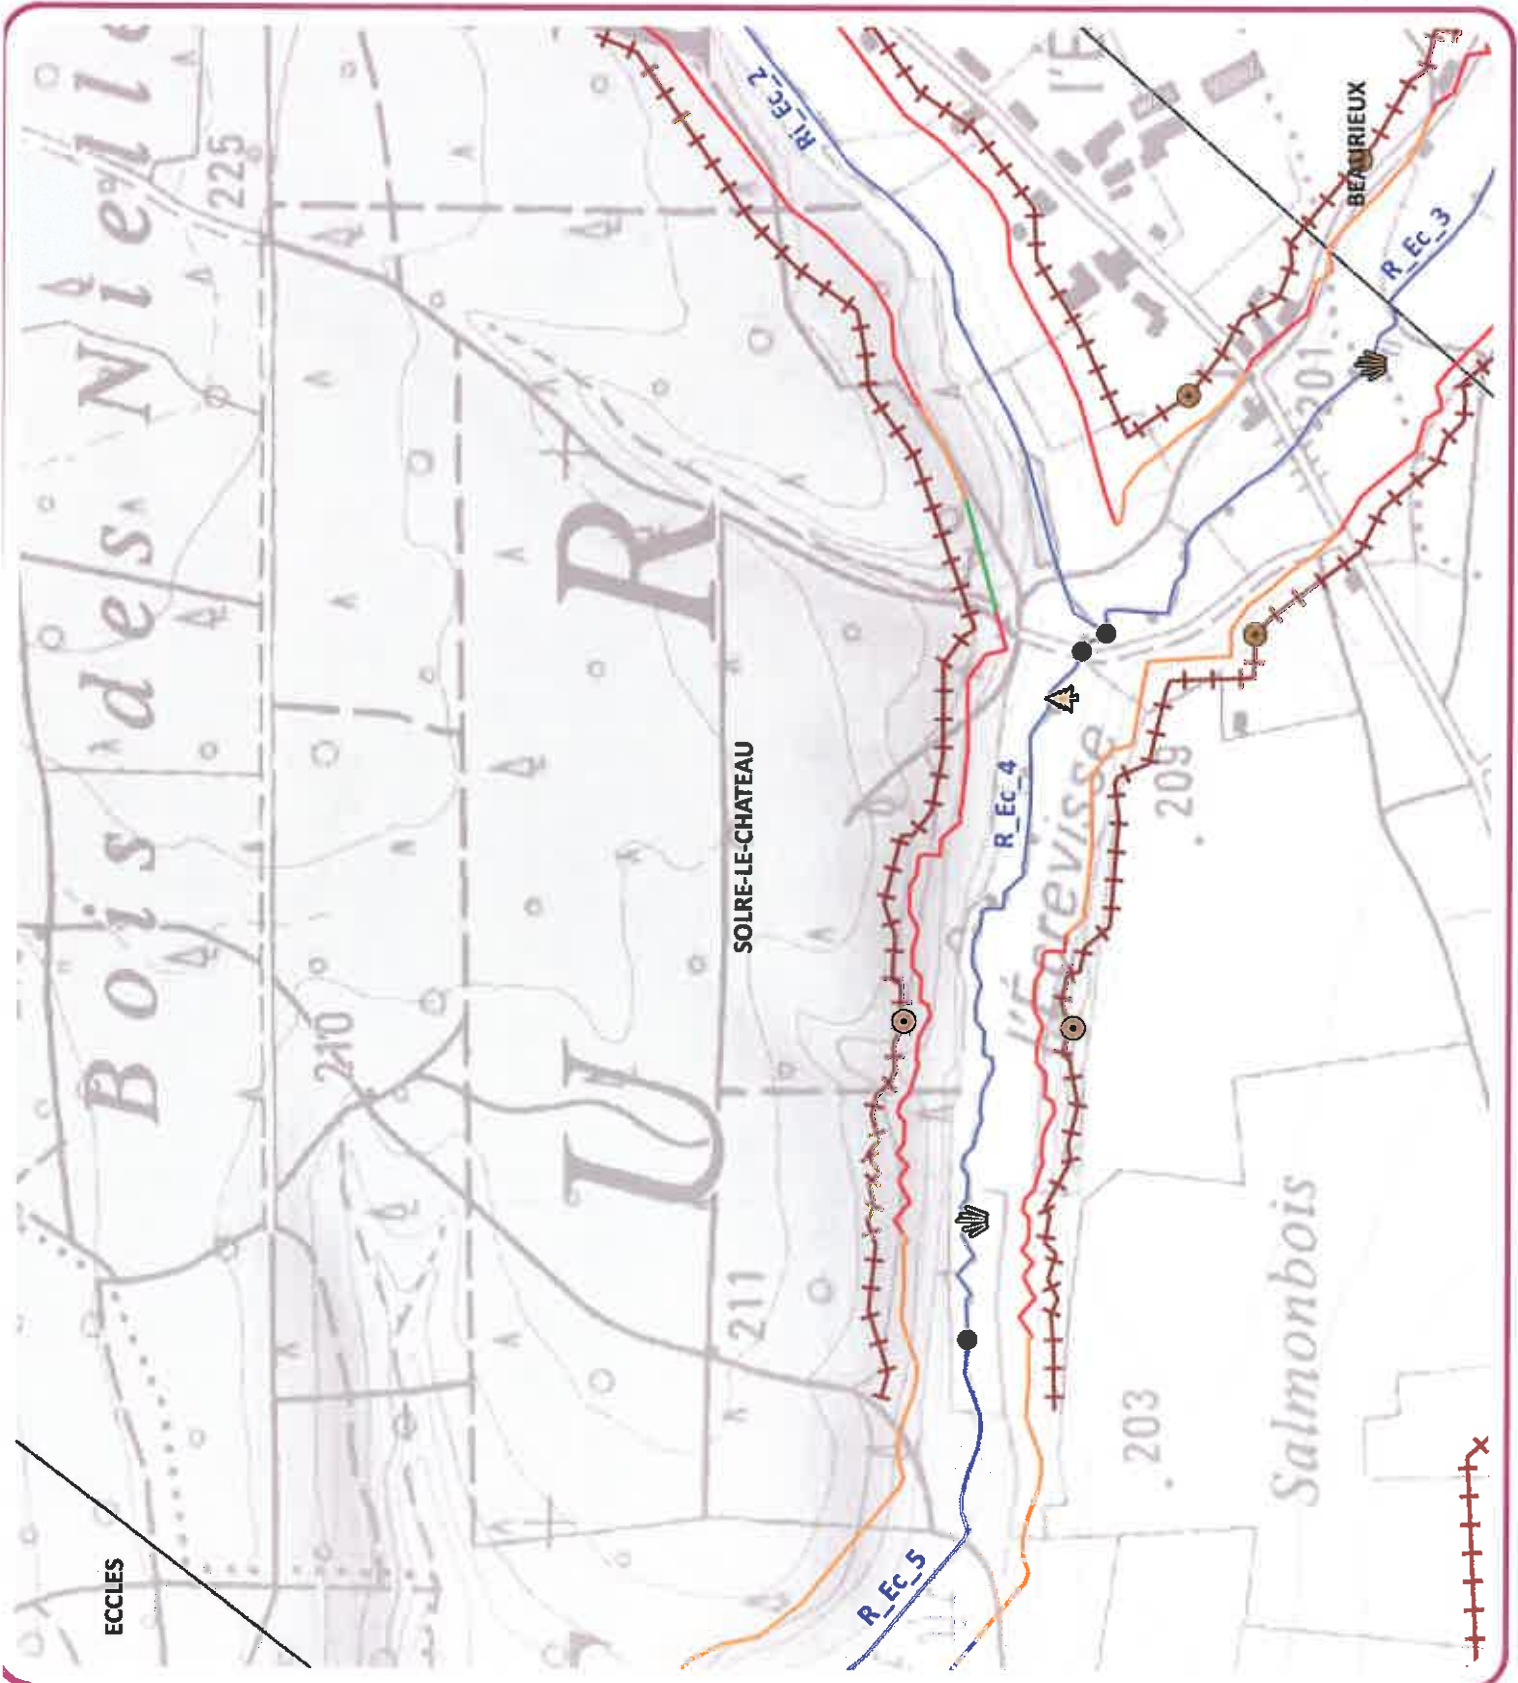 Bois des Nielle
225
Ri_Ec_2
l'E
BEAURIEUX
R_Ec_3
201
R
SOLRE-LE-CHATEAU
R_Ec_4
l'Écrevisse
209
210
U
211
203
Salmonbois
ECCLES
R_Ec_5